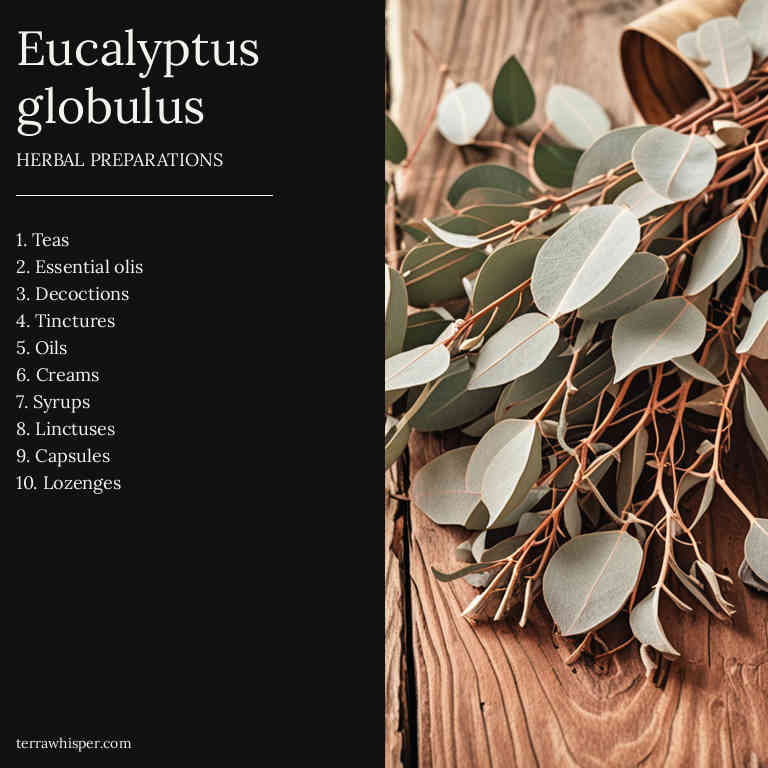 Eucalyptus
globulus
HERBAL PREPARATIONS
1. Teas
2. Essential olis
3. Decoctions
4. Tinctures
5. Oils
6. Creams
7. Syrups
8. Linctuses
9. Capsules
10. Lozenges
terrawhisper.com